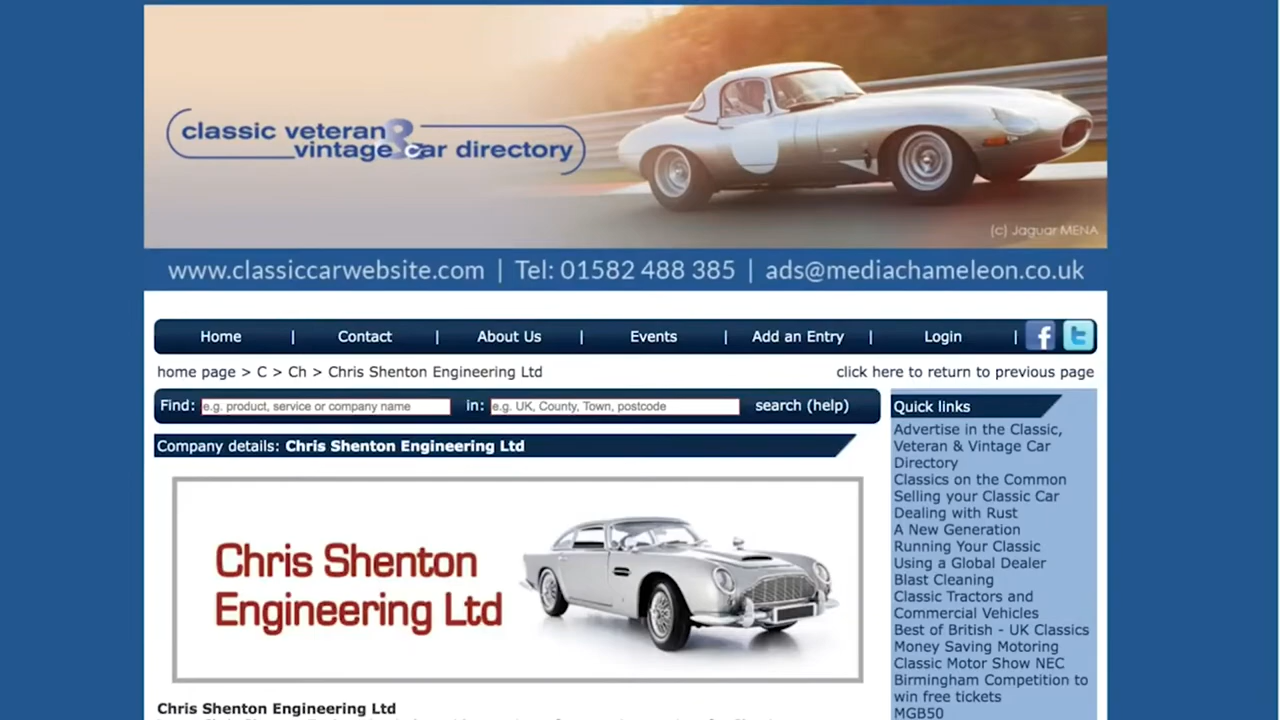 classic veteran &
vintage car directory
(c) Jaguar MENA
www.classiccarwebsite.com | Tel: 01582 488 385 | ads@mediachameleon.co.uk
Home | Contact | About Us | Events | Add an Entry | Login |
home page > C > Ch > Chris Shenton Engineering Ltd
click here to return to previous page
Find: e.g. product, service or company name in: e.g. UK, County, Town, postcode search (help)
Company details: Chris Shenton Engineering Ltd
Chris Shenton
Engineering Ltd
Chris Shenton Engineering Ltd
Quick links
Advertise in the Classic,
Veteran & Vintage Car
Directory
Classics on the Common
Selling your Classic Car
Dealing with Rust
A New Generation
Running Your Classic
Using a Global Dealer
Blast Cleaning
Classic Tractors and
Commercial Vehicles
Best of British - UK Classics
Money Saving Motoring
Classic Motor Show NEC
Birmingham Competition to
win free tickets
MGB50